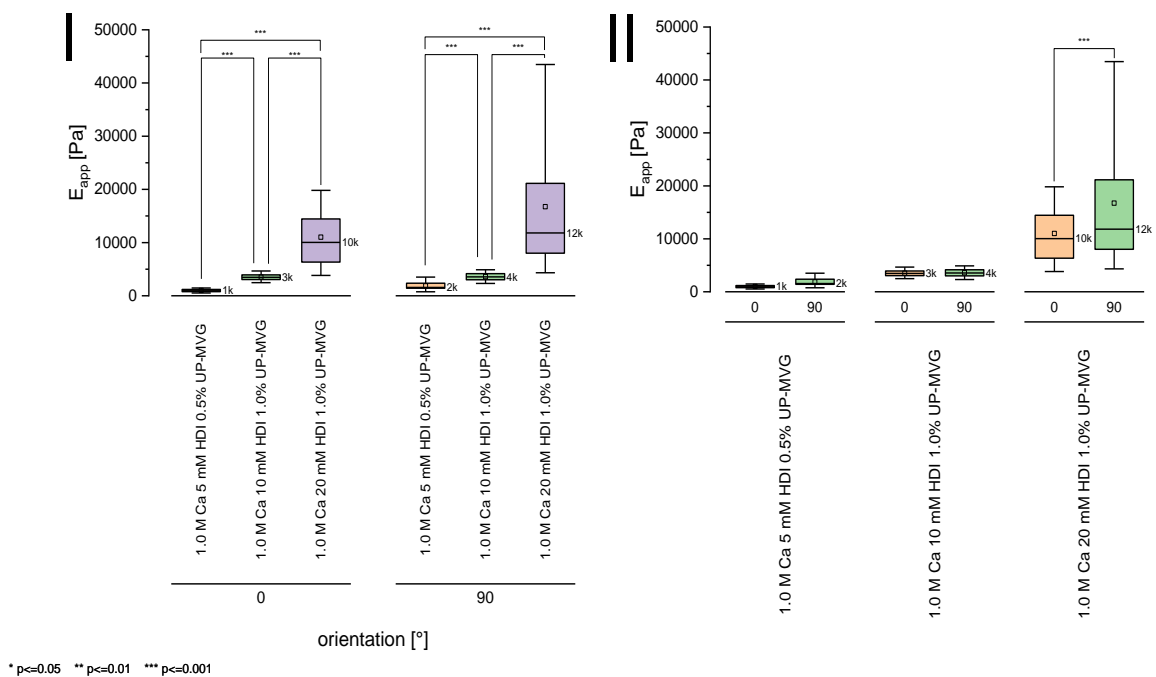 I
50000
40000
30000
20000
10000
0
E_app [Pa]
***
***
***
***
***
***
1k
3k
10k
2k
4k
12k
1.0 M Ca 5 mM HDI 0.5% UP-MVG
1.0 M Ca 10 mM HDI 1.0% UP-MVG
1.0 M Ca 20 mM HDI 1.0% UP-MVG
1.0 M Ca 5 mM HDI 0.5% UP-MVG
1.0 M Ca 10 mM HDI 1.0% UP-MVG
1.0 M Ca 20 mM HDI 1.0% UP-MVG
0
90
orientation [°]
II
50000
40000
30000
20000
10000
0
E_app [Pa]
***
1k
2k
3k
4k
10k
12k
0
90
0
90
0
90
1.0 M Ca 5 mM HDI 0.5% UP-MVG
1.0 M Ca 10 mM HDI 1.0% UP-MVG
1.0 M Ca 20 mM HDI 1.0% UP-MVG
* p<=0.05 ** p<=0.01 *** p<=0.001